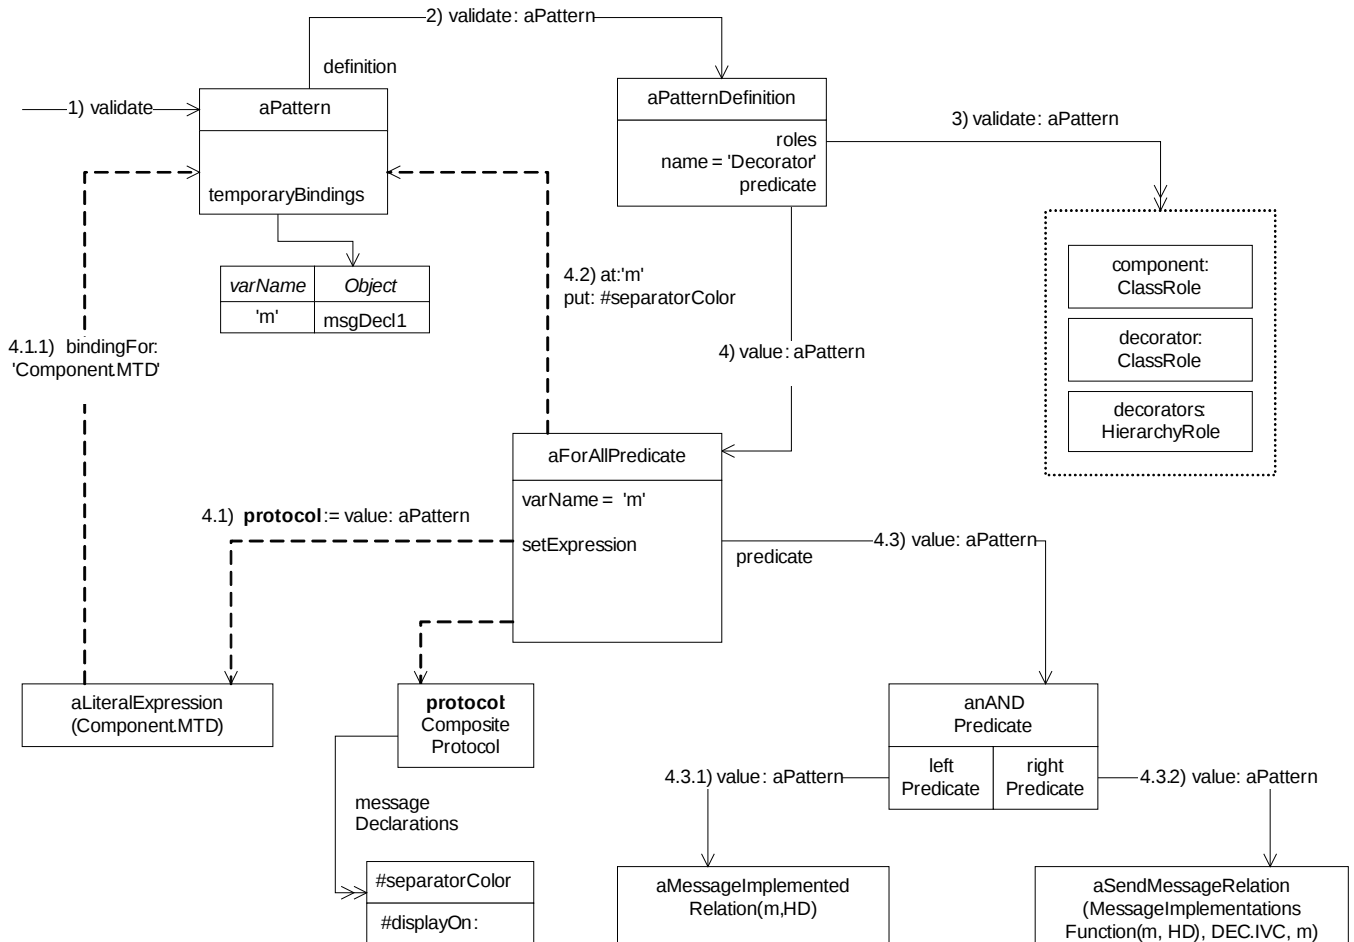 2) validate: aPattern
definition
1) validate
aPattern
temporaryBindings
varName Object
'm' msgDecl1
aPatternDefinition
roles
name = 'Decorator'
predicate
3) validate: aPattern
component:
ClassRole
decorator:
ClassRole
decorators:
HierarchyRole
4.2) at:'m'
put: #separatorColor
4) value: aPattern
4.1.1) bindingFor:
'Component.MTD'
aForAllPredicate
varName = 'm'
setExpression
4.1) protocol := value: aPattern
predicate
4.3) value: aPattern
aLiteralExpression
(Component.MTD)
protocol:
Composite
Protocol
message
Declarations
#separatorColor
#displayOn:
anAND
Predicate
left
Predicate
right
Predicate
4.3.1) value: aPattern
4.3.2) value: aPattern
aMessageImplemented
Relation(m,HD)
aSendMessageRelation
(MessageImplementations
Function(m, HD), DEC.IVC, m)